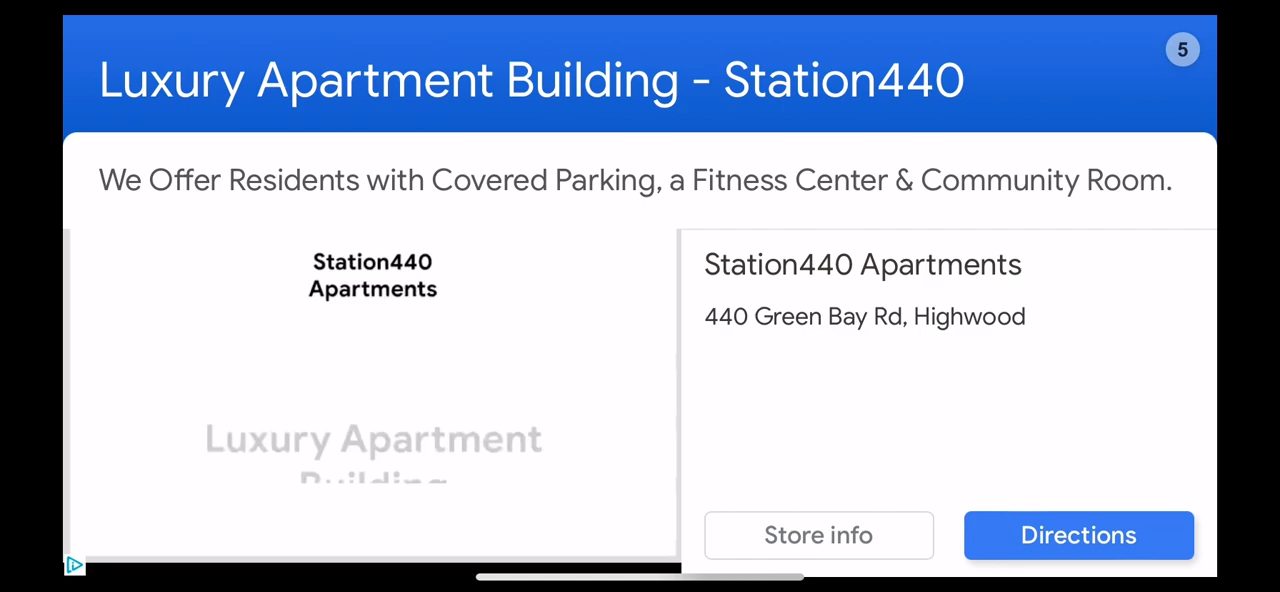 Luxury Apartment Building - Station440
5
We Offer Residents with Covered Parking, a Fitness Center & Community Room.
Station440
Apartments
Luxury Apartment
Building
Station440 Apartments
440 Green Bay Rd, Highwood
Store info
Directions